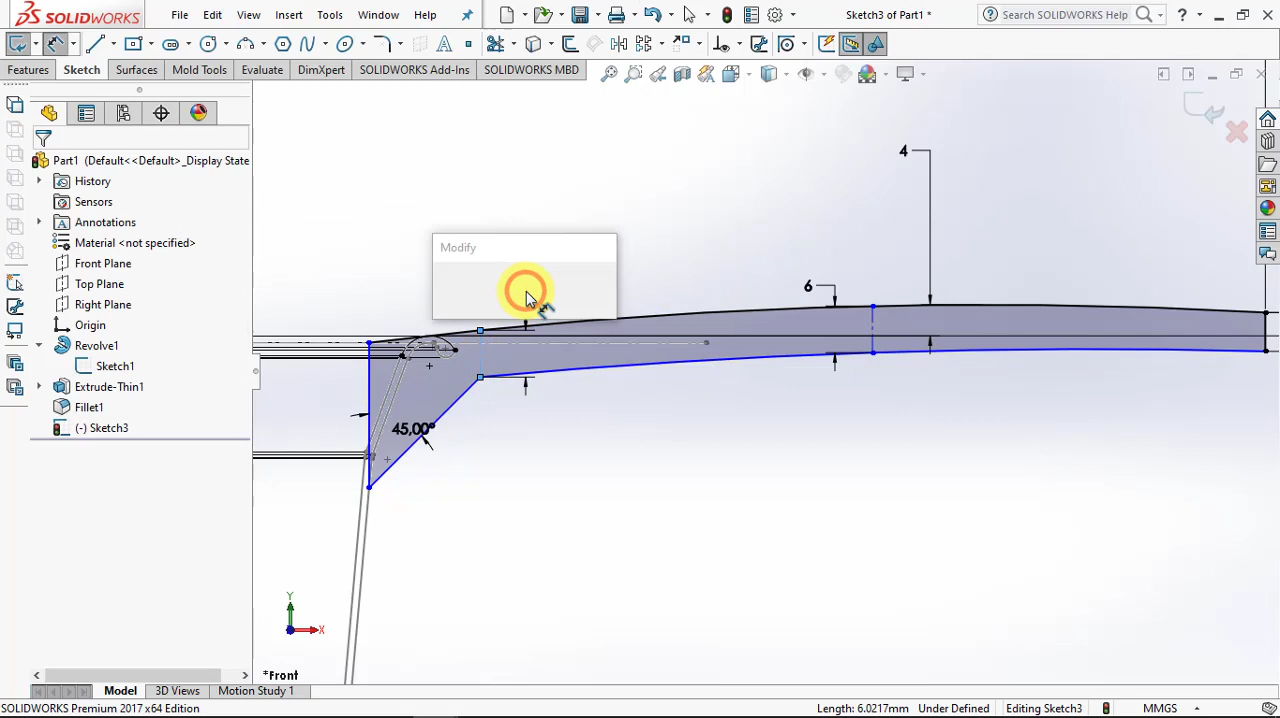 SOLIDWORKS File Edit View Insert Tools Window Help Sketch3 of Part1 * Search SOLIDWORKS Help ?
Features Sketch Surfaces Mold Tools Evaluate DimXpert SOLIDWORKS Add-Ins SOLIDWORKS MBD
Part1 (Default<<Default>_Display State
History
Sensors
Annotations
Material <not specified>
Front Plane
Top Plane
Right Plane
Origin
Revolve1
Sketch1
Extrude-Thin1
Fillet1
(-) Sketch3
4
Modify
6
45,00°
Y
X
*Front
Model 3D Views Motion Study 1
SOLIDWORKS Premium 2017 x64 Edition Length: 6.0217mm Under Defined Editing Sketch3 MMGS